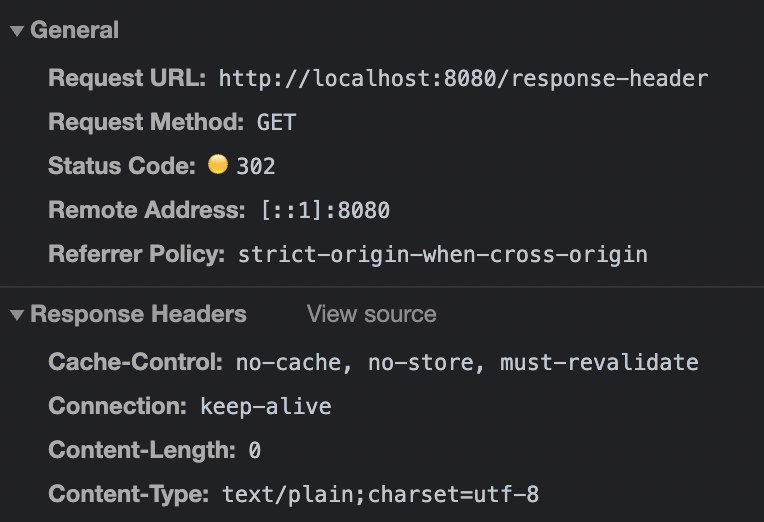 General
Request URL: http://localhost:8080/response-header
Request Method: GET
Status Code: 302
Remote Address: [::1]:8080
Referrer Policy: strict-origin-when-cross-origin
Response Headers View source
Cache-Control: no-cache, no-store, must-revalidate
Connection: keep-alive
Content-Length: 0
Content-Type: text/plain;charset=utf-8